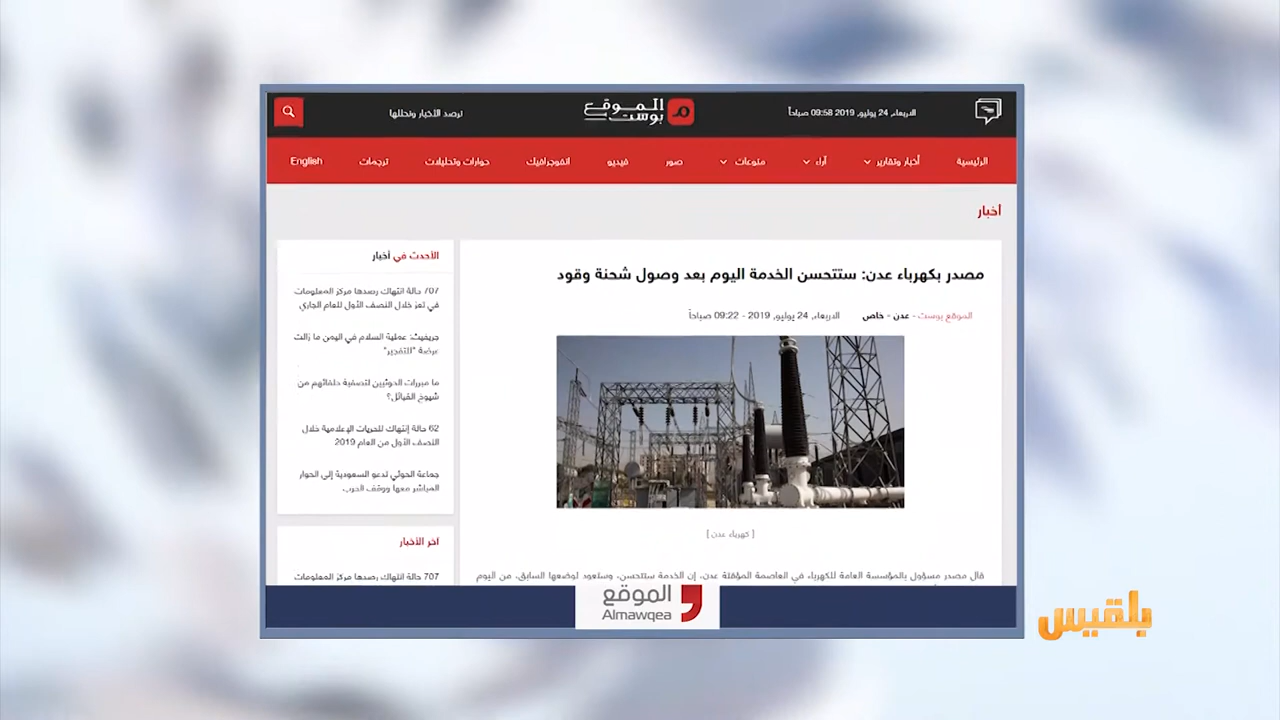 الاربعاء, 24 يوليو, 2019 09:58 صباحاً
الموقع
بوست
نرصد الأخبار ونحللها
الرئيسية
أخبار وتقارير
آراء
منوعات
صور
فيديو
انفوجرافيك
حوارات وتحليلات
ترجمات
English
أخبار
مصدر بكهرباء عدن: ستتحسن الخدمة اليوم بعد وصول شحنة وقود
الموقع بوست - عدن - خاص
الاربعاء, 24 يوليو, 2019 - 09:22 صباحاً
[ كهرباء عدن ]
قال مصدر مسؤول بالمؤسسة العامة للكهرباء في العاصمة المؤقتة عدن، إن الخدمة ستتحسن، وستعود لوضعها السابق، من اليوم
الأحدث في أخبار
707 حالة انتهاك رصدها مركز المعلومات
في تعز خلال النصف الأول للعام الجاري
جريفيث: عملية السلام في اليمن ما زالت
عرضة "للتفجير"
ما مبررات الحوثيين لتصفية حلفائهم من
شيوخ القبائل؟
62 حالة إنتهاك للحريات الإعلامية خلال
النصف الأول من العام 2019
جماعة الحوثي تدعو السعودية إلى الحوار
المباشر معها ووقف الحرب
آخر الأخبار
707 حالة انتهاك رصدها مركز المعلومات
الموقع
Almawqea
بلقيس